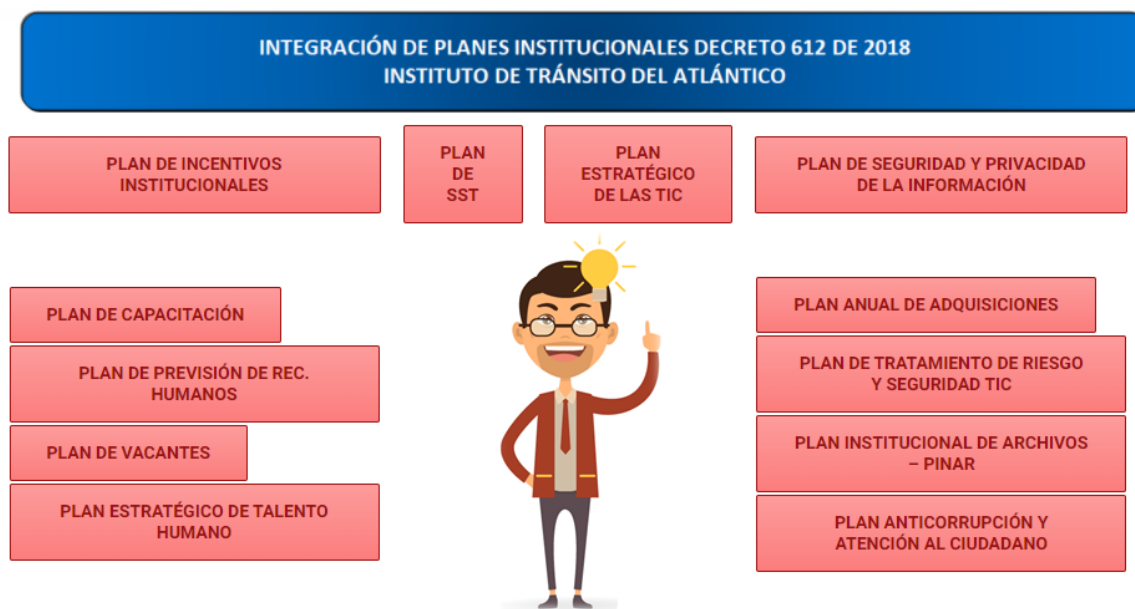 INTEGRACIÓN DE PLANES INSTITUCIONALES DECRETO 612 DE 2018
INSTITUTO DE TRÁNSITO DEL ATLÁNTICO
PLAN DE INCENTIVOS
INSTITUCIONALES
PLAN
DE
SST
PLAN
ESTRATÉGICO
DE LAS TIC
PLAN DE SEGURIDAD Y PRIVACIDAD
DE LA INFORMACIÓN
PLAN DE CAPACITACIÓN
PLAN DE PREVISIÓN DE REC.
HUMANOS
PLAN DE VACANTES
PLAN ESTRATÉGICO DE TALENTO
HUMANO
PLAN ANUAL DE ADQUISICIONES
PLAN DE TRATAMIENTO DE RIESGO
Y SEGURIDAD TIC
PLAN INSTITUCIONAL DE ARCHIVOS
– PINAR
PLAN ANTICORRUPCIÓN Y
ATENCIÓN AL CIUDADANO